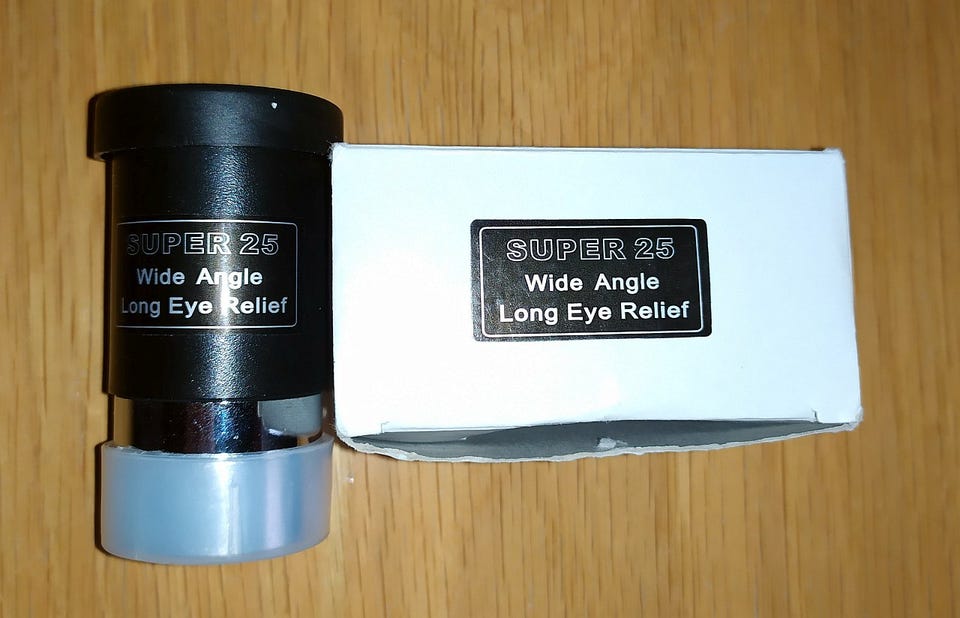 SUPER 25
Wide Angle
Long Eye Relief
SUPER 25
Wide Angle
Long Eye Relief